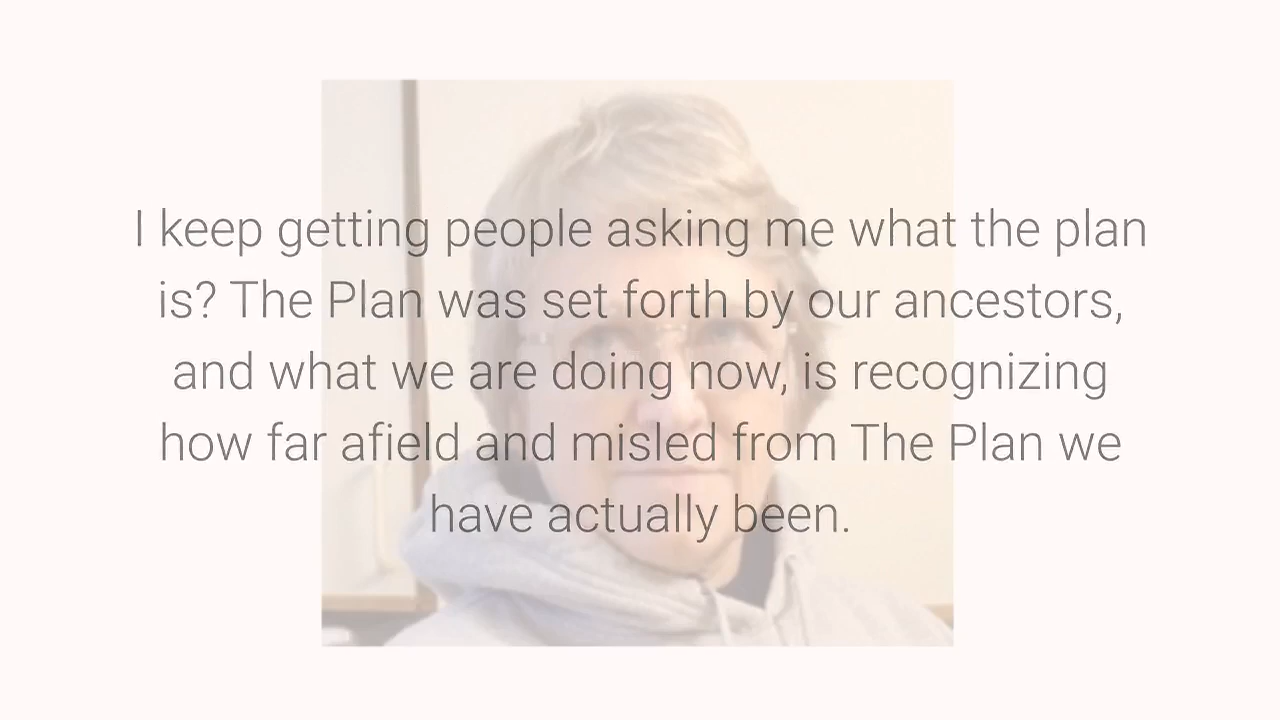 I keep getting people asking me what the plan
is? The Plan was set forth by our ancestors,
and what we are doing now, is recognizing
how far afield and misled from The Plan we
have actually been.